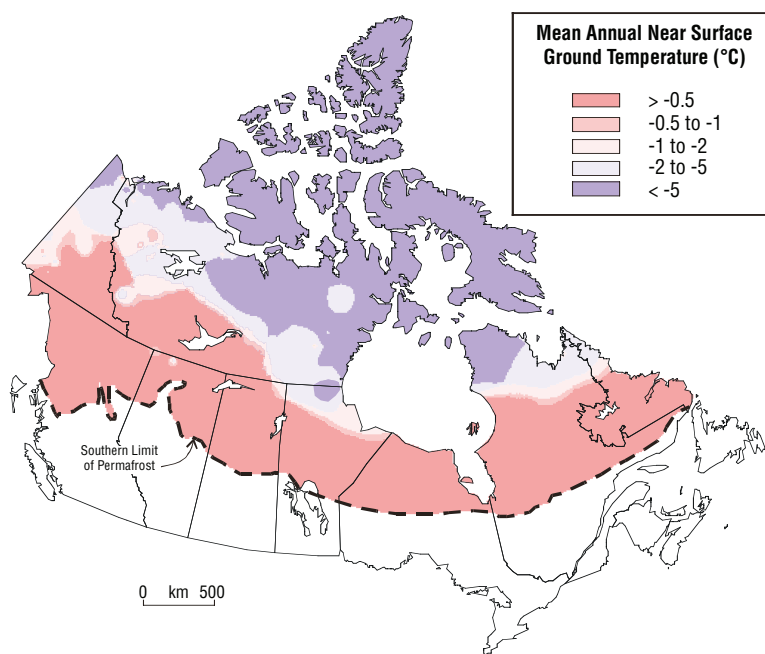 Mean Annual Near Surface
Ground Temperature (°C)
> -0.5
-0.5 to -1
-1 to -2
-2 to -5
< -5
Southern Limit
of Permafrost
0 km 500